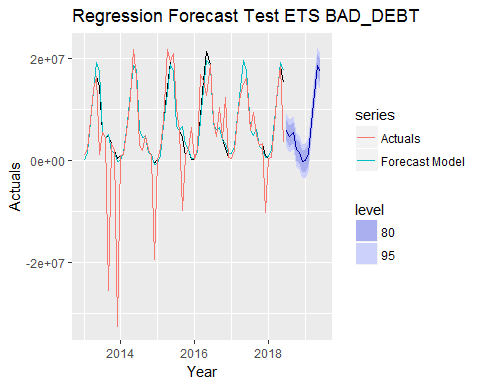 Regression Forecast Test ETS BAD_DEBT
2e+07
0e+00
-2e+07
Actuals
2014
2016
2018
Year
series
Actuals
Forecast Model
level
80
95